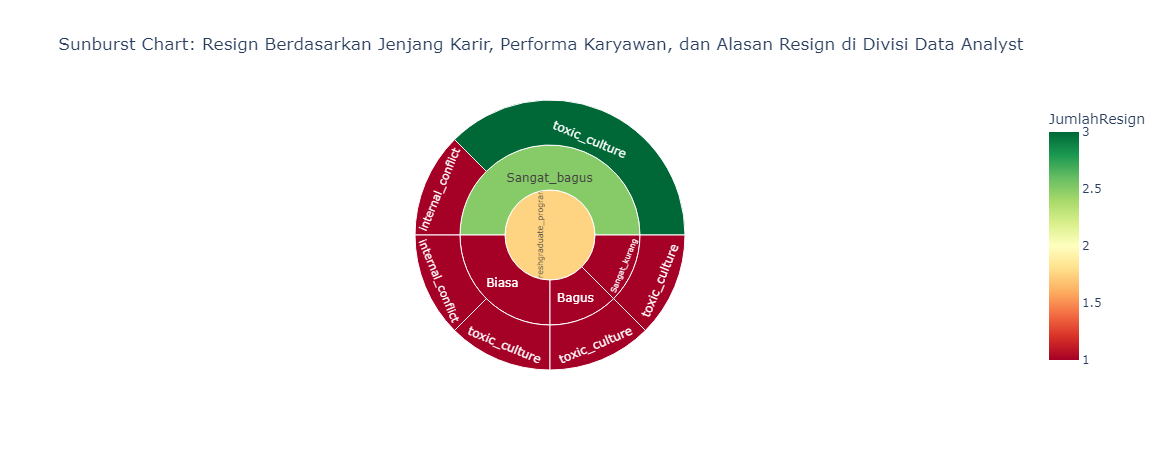 Sunburst Chart: Resign Berdasarkan Jenjang Karir, Performa Karyawan, dan Alasan Resign di Divisi Data Analyst
JumlahResign
3
2.5
2
1.5
1
toxic_culture
internal_conflict
Sangat_bagus
reshgraduate_progra
internal_conflict
Biasa
Bagus
Sangat_kurang
toxic_culture
toxic_culture
toxic_culture